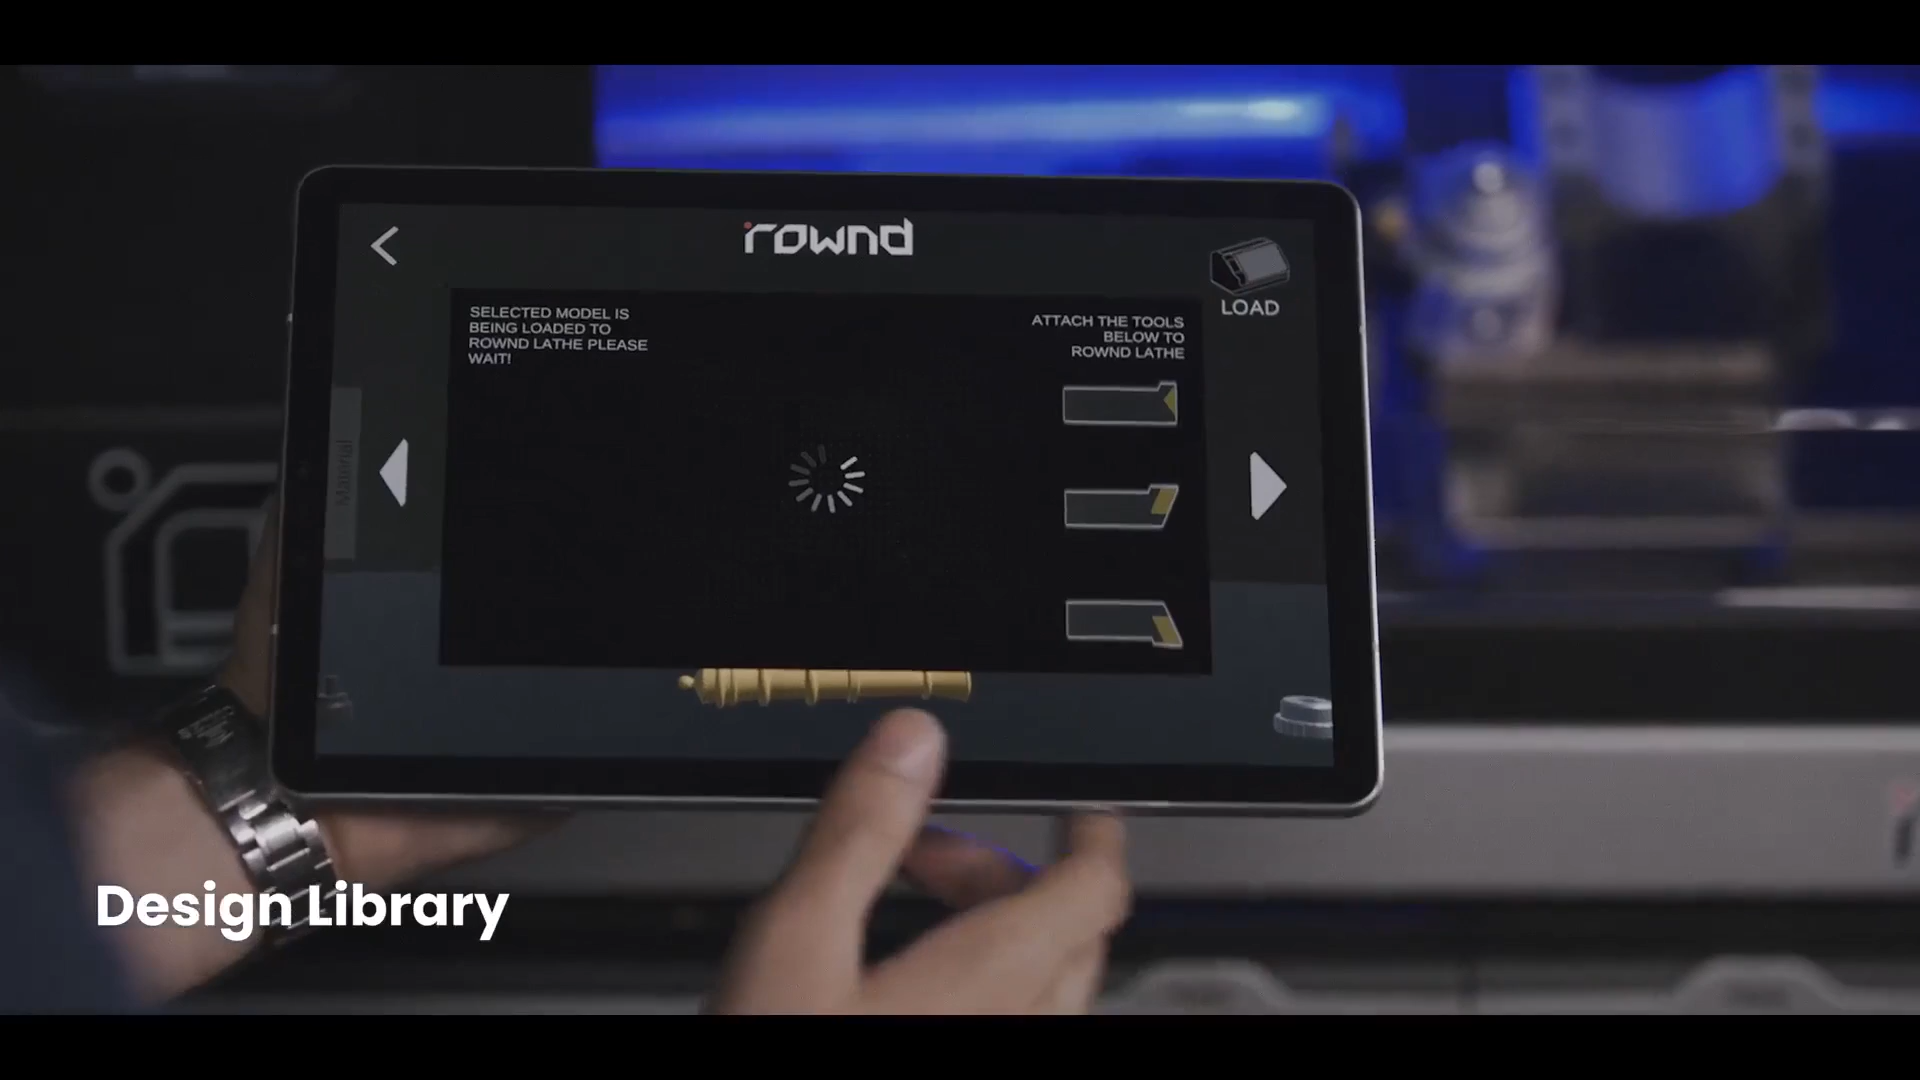 rownd
LOAD
SELECTED MODEL IS
BEING LOADED TO
ROWND LATHE PLEASE
WAIT!
ATTACH THE TOOLS
BELOW TO
ROWND LATHE
Design Library